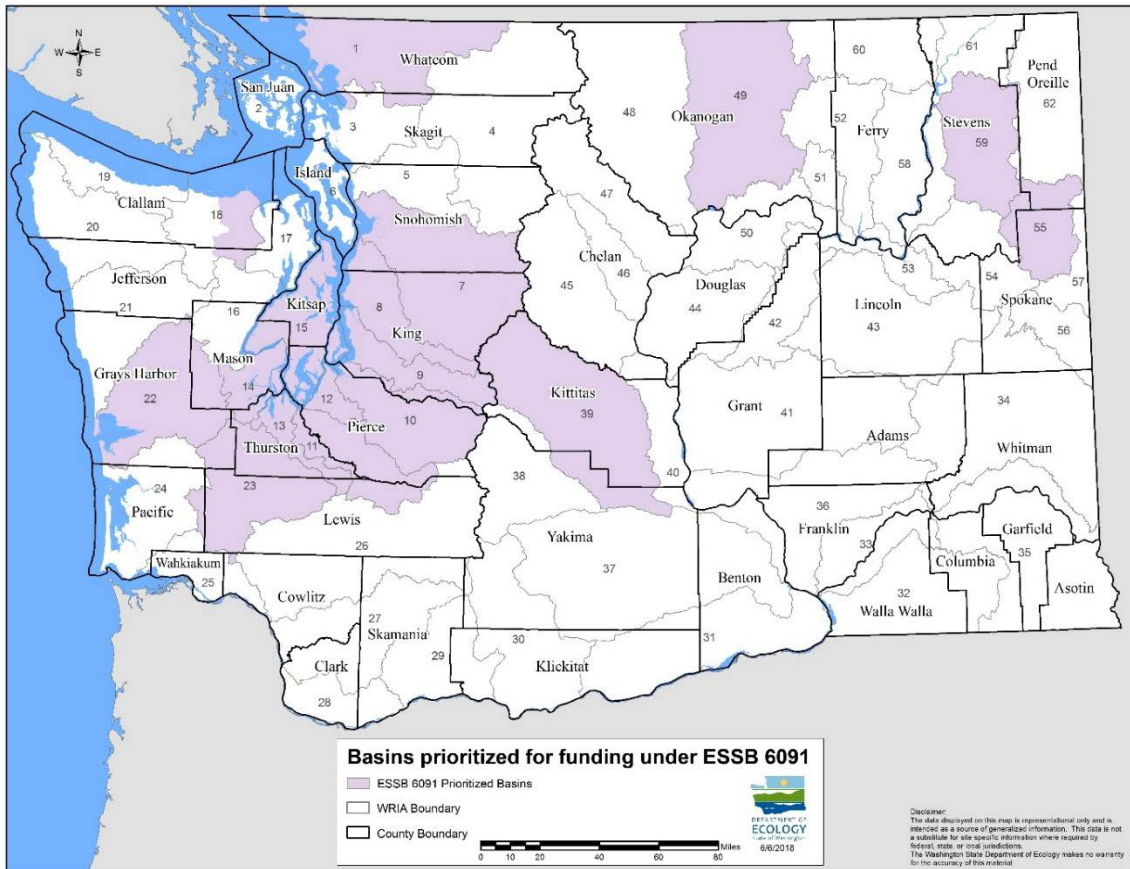 N
W E
S
1
Whatcom
San Juan
2
3
Skagit
4
48
Okanogan
49
60
52
Ferry
58
61
Pend
Oreille
62
Stevens
59
19
Clallam
20
18
17
Island
6
5
Snohomish
7
47
51
50
Chelan
46
45
Douglas
44
42
53
Lincoln
43
54
55
57
Spokane
56
Jefferson
21
16
Kitsap
15
8
King
9
Grays Harbor
22
Mason
14
12
Pierce
10
13
Thurston
11
Kittitas
39
40
Grant
41
Adams
34
Whitman
24
Pacific
23
Lewis
26
38
Yakima
37
36
Franklin
33
Garfield
35
Columbia
Asotin
Wahkiakum
25
Cowlitz
27
Skamania
29
30
Klickitat
Benton
31
32
Walla Walla
Clark
28
Basins prioritized for funding under ESSB 6091
ESSB 6091 Prioritized Basins
WRIA Boundary
County Boundary
DEPARTMENT OF
ECOLOGY
State of Washington
6/6/2018
Miles
0 5 10 20 40 60 80
Disclaimer:
The data displayed on this map is representational only and is
intended as a source of generalized information. This data is not
a substitute for site specific information where required by
federal, state, or local jurisdictions.
The Washington State Department of Ecology makes no warranty
for the accuracy of this material